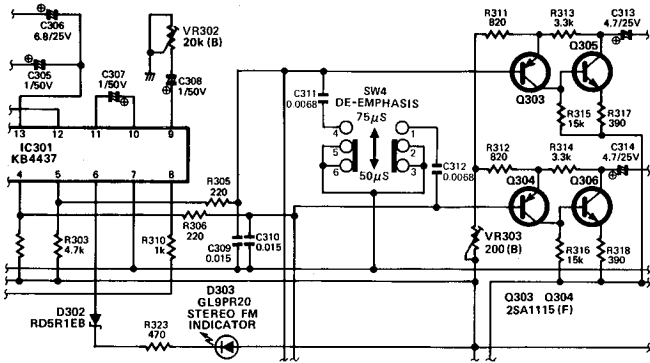 C306
6.8/25V
C305
1/50V
C307
1/50V
VR302
20k (B)
C308
1/50V
13
12
11
10
9
IC301
KB4437
4
5
6
7
8
R303
4.7k
R310
1k
R305
220
R306
220
C309
0.015
C310
0.015
D302
RD5R1EB
R323
470
D303
GL9PR20
STEREO FM
INDICATOR
C311
0.0068
SW4
DE-EMPHASIS
75µS
50µS
4
5
6
1
2
3
C312
0.0068
R311
820
R313
3.3k
C313
4.7/25V
Q305
Q303
R315
15k
R317
390
R312
820
R314
3.3k
C314
4.7/25V
Q304
Q306
VR303
200 (B)
R316
15k
R318
390
Q303 Q304
2SA1115 (F)